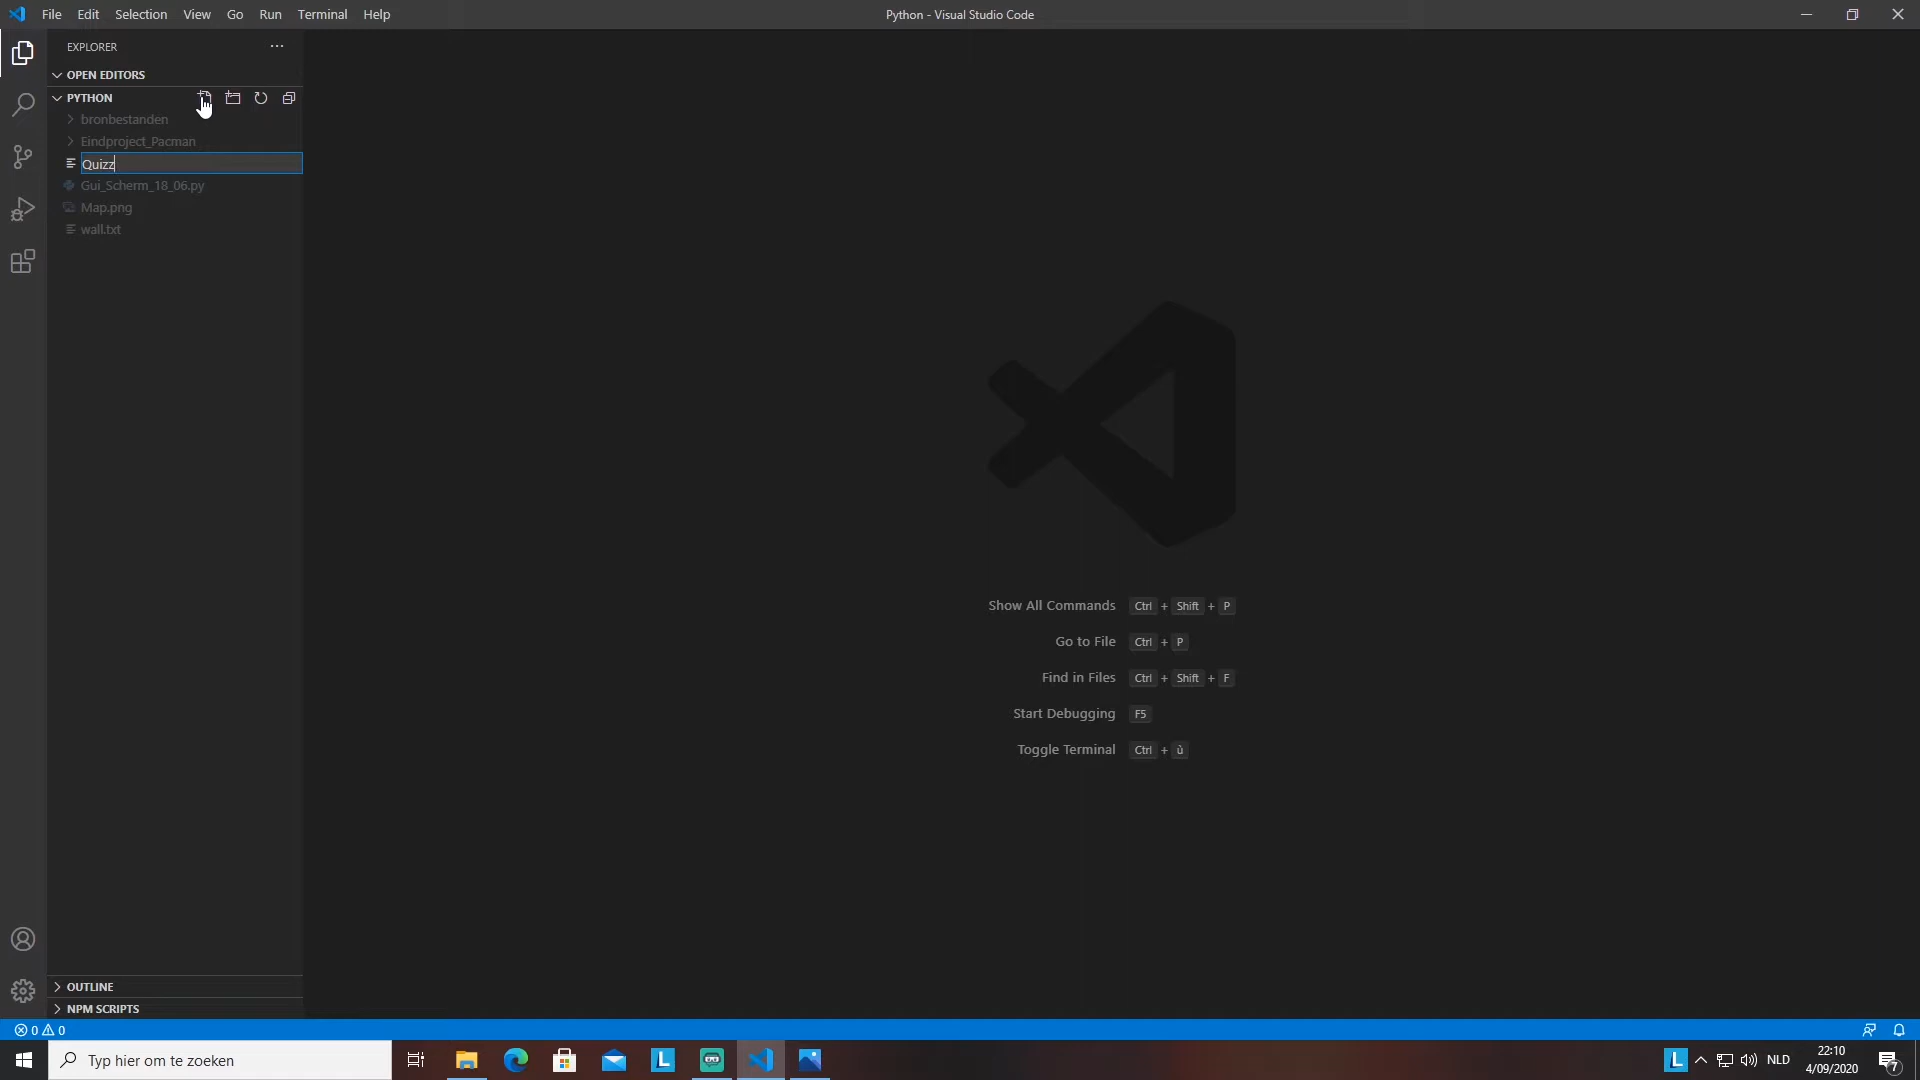 File Edit Selection View Go Run Terminal Help
Python - Visual Studio Code
EXPLORER
OPEN EDITORS
PYTHON
bronbestanden
Eindproject_Pacman
Quizz
Gui_Scherm_18_06.py
Map.png
wall.txt
Show All Commands Ctrl + Shift + P
Go to File Ctrl + P
Find in Files Ctrl + Shift + F
Start Debugging F5
Toggle Terminal Ctrl + ù
OUTLINE
NPM SCRIPTS
0 0
Typ hier om te zoeken
L
L
NLD
22:10
4/09/2020
7